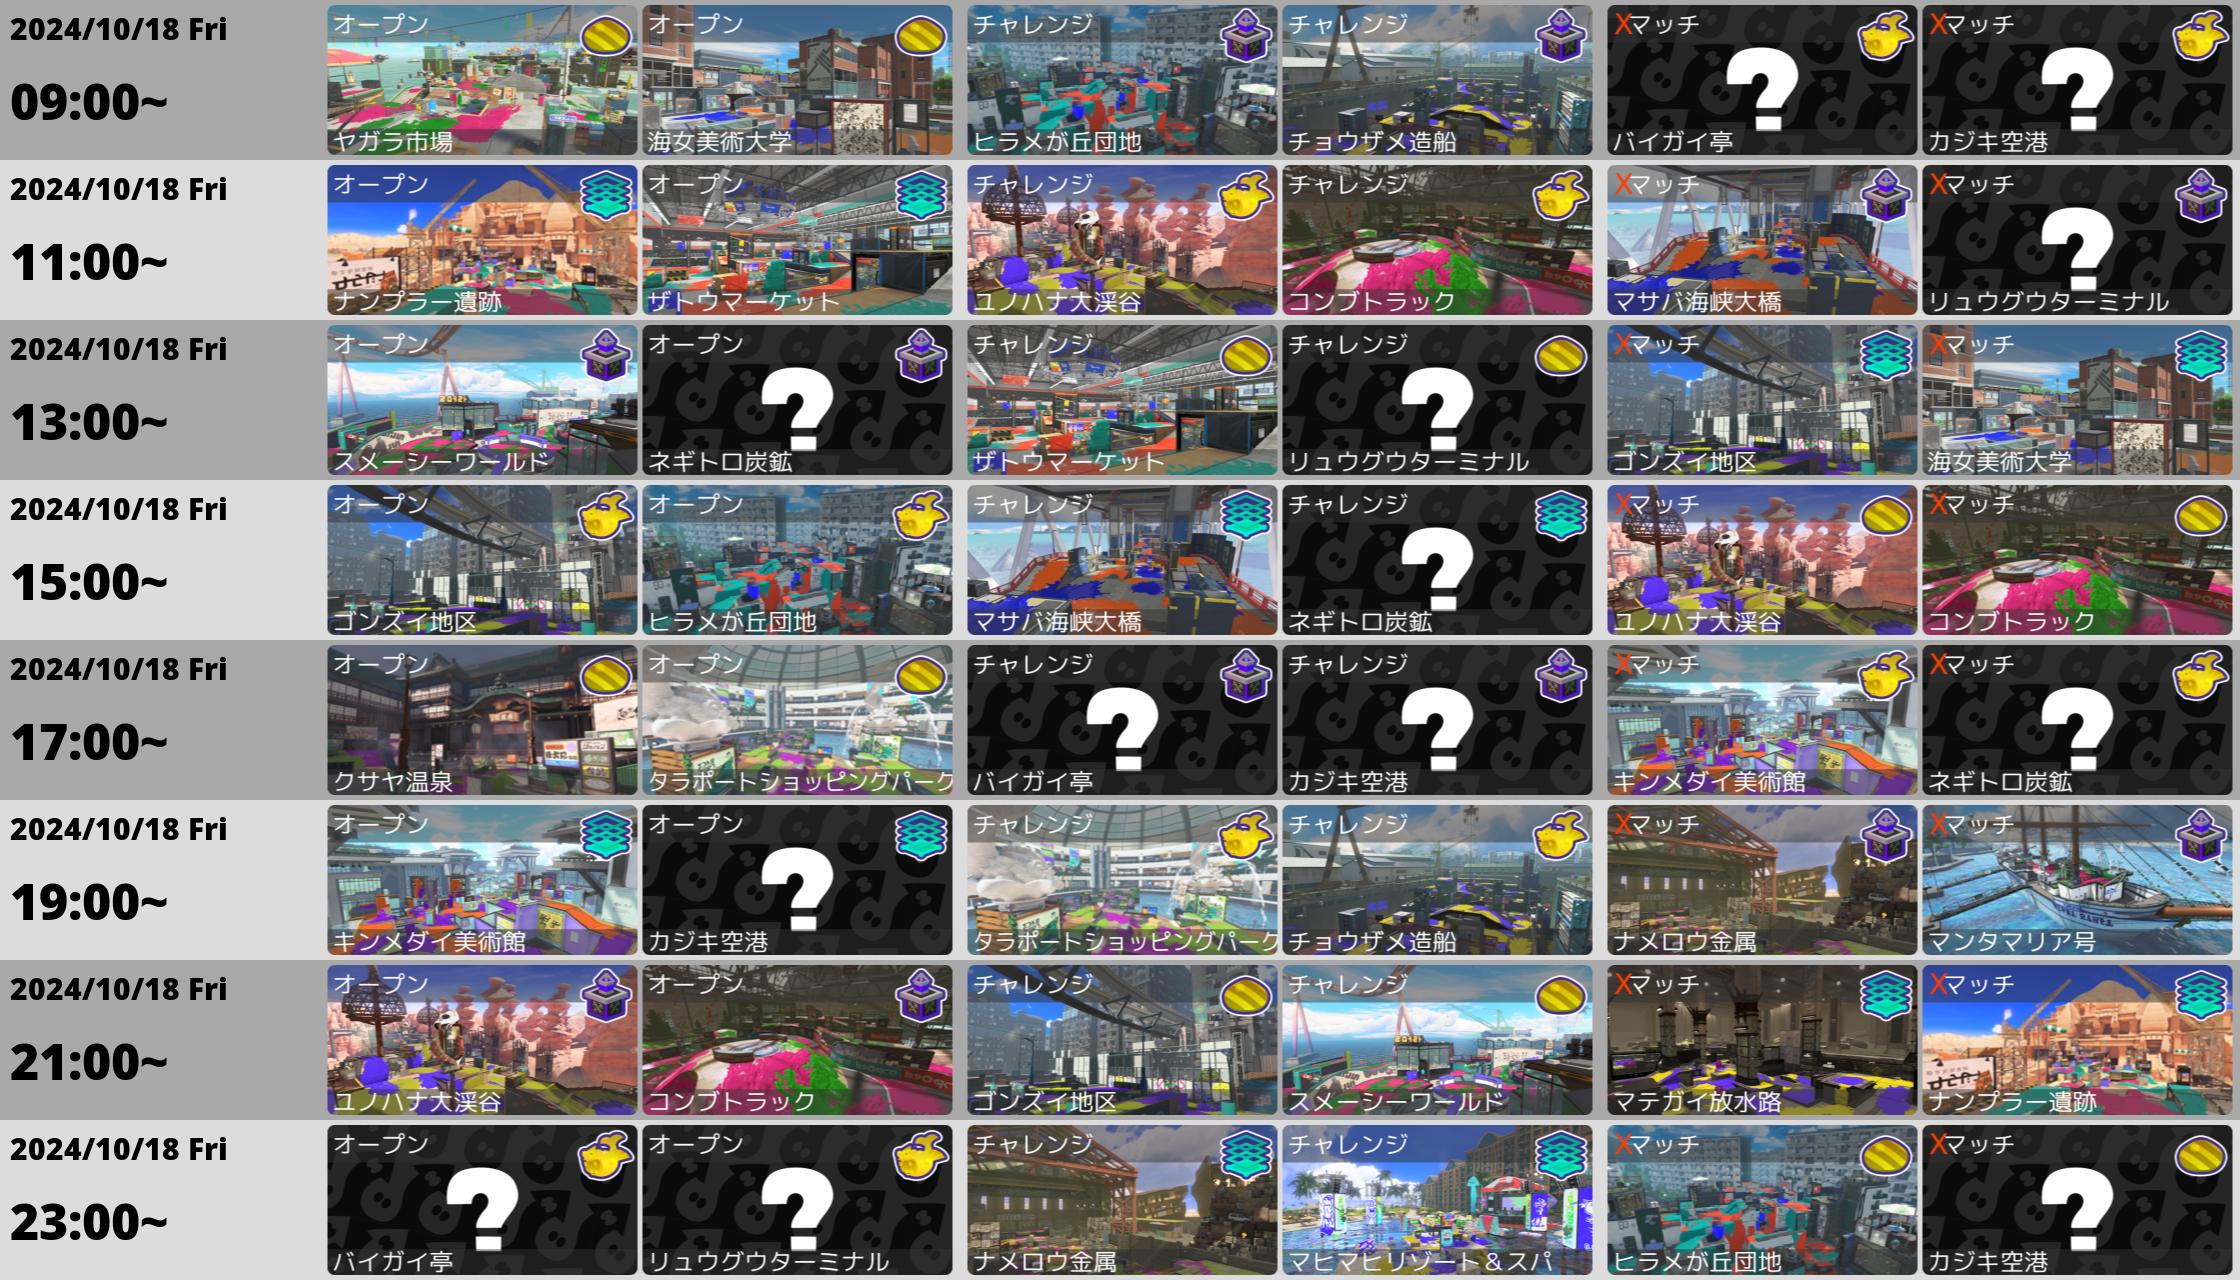 2024/10/18 Fri
09:00~
オープン
ヤガラ市場
オープン
海女美術大学
チャレンジ
ヒラメが丘団地
チャレンジ
チョウザメ造船
Xマッチ
バイガイ亭
Xマッチ
カジキ空港
2024/10/18 Fri
11:00~
オープン
ナンプラー遺跡
オープン
ザトウマーケット
チャレンジ
ユノハナ大渓谷
チャレンジ
コンブトラック
Xマッチ
マサバ海峡大橋
Xマッチ
リュウグウターミナル
2024/10/18 Fri
13:00~
オープン
スメーシーワールド
オープン
ネギトロ炭鉱
チャレンジ
ザトウマーケット
チャレンジ
リュウグウターミナル
Xマッチ
ゴンズイ地区
Xマッチ
海女美術大学
2024/10/18 Fri
15:00~
オープン
ゴンズイ地区
オープン
ヒラメが丘団地
チャレンジ
マサバ海峡大橋
チャレンジ
ネギトロ炭鉱
Xマッチ
ユノハナ大渓谷
Xマッチ
コンブトラック
2024/10/18 Fri
17:00~
オープン
クサヤ温泉
オープン
タラポートショッピングパーク
チャレンジ
バイガイ亭
チャレンジ
カジキ空港
Xマッチ
キンメダイ美術館
Xマッチ
ネギトロ炭鉱
2024/10/18 Fri
19:00~
オープン
キンメダイ美術館
オープン
カジキ空港
チャレンジ
タラポートショッピングパーク
チャレンジ
チョウザメ造船
Xマッチ
ナメロウ金属
Xマッチ
マンタマリア号
2024/10/18 Fri
21:00~
オープン
ユノハナ大渓谷
オープン
コンブトラック
チャレンジ
ゴンズイ地区
チャレンジ
スメーシーワールド
Xマッチ
マテガイ放水路
Xマッチ
ナンプラー遺跡
2024/10/18 Fri
23:00~
オープン
バイガイ亭
オープン
リュウグウターミナル
チャレンジ
ナメロウ金属
チャレンジ
マヒマヒリゾート＆スパ
Xマッチ
ヒラメが丘団地
Xマッチ
カジキ空港